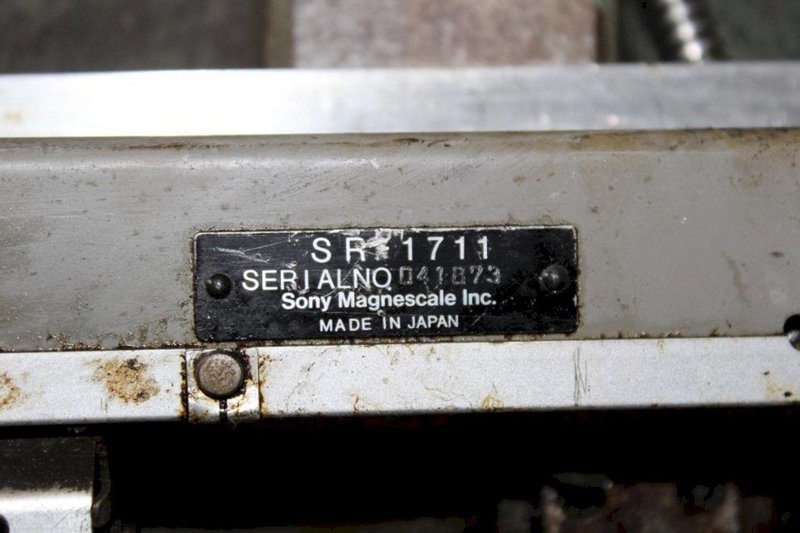 SR-1711
SERIALNO 041873
Sony Magnescale Inc.
MADE IN JAPAN